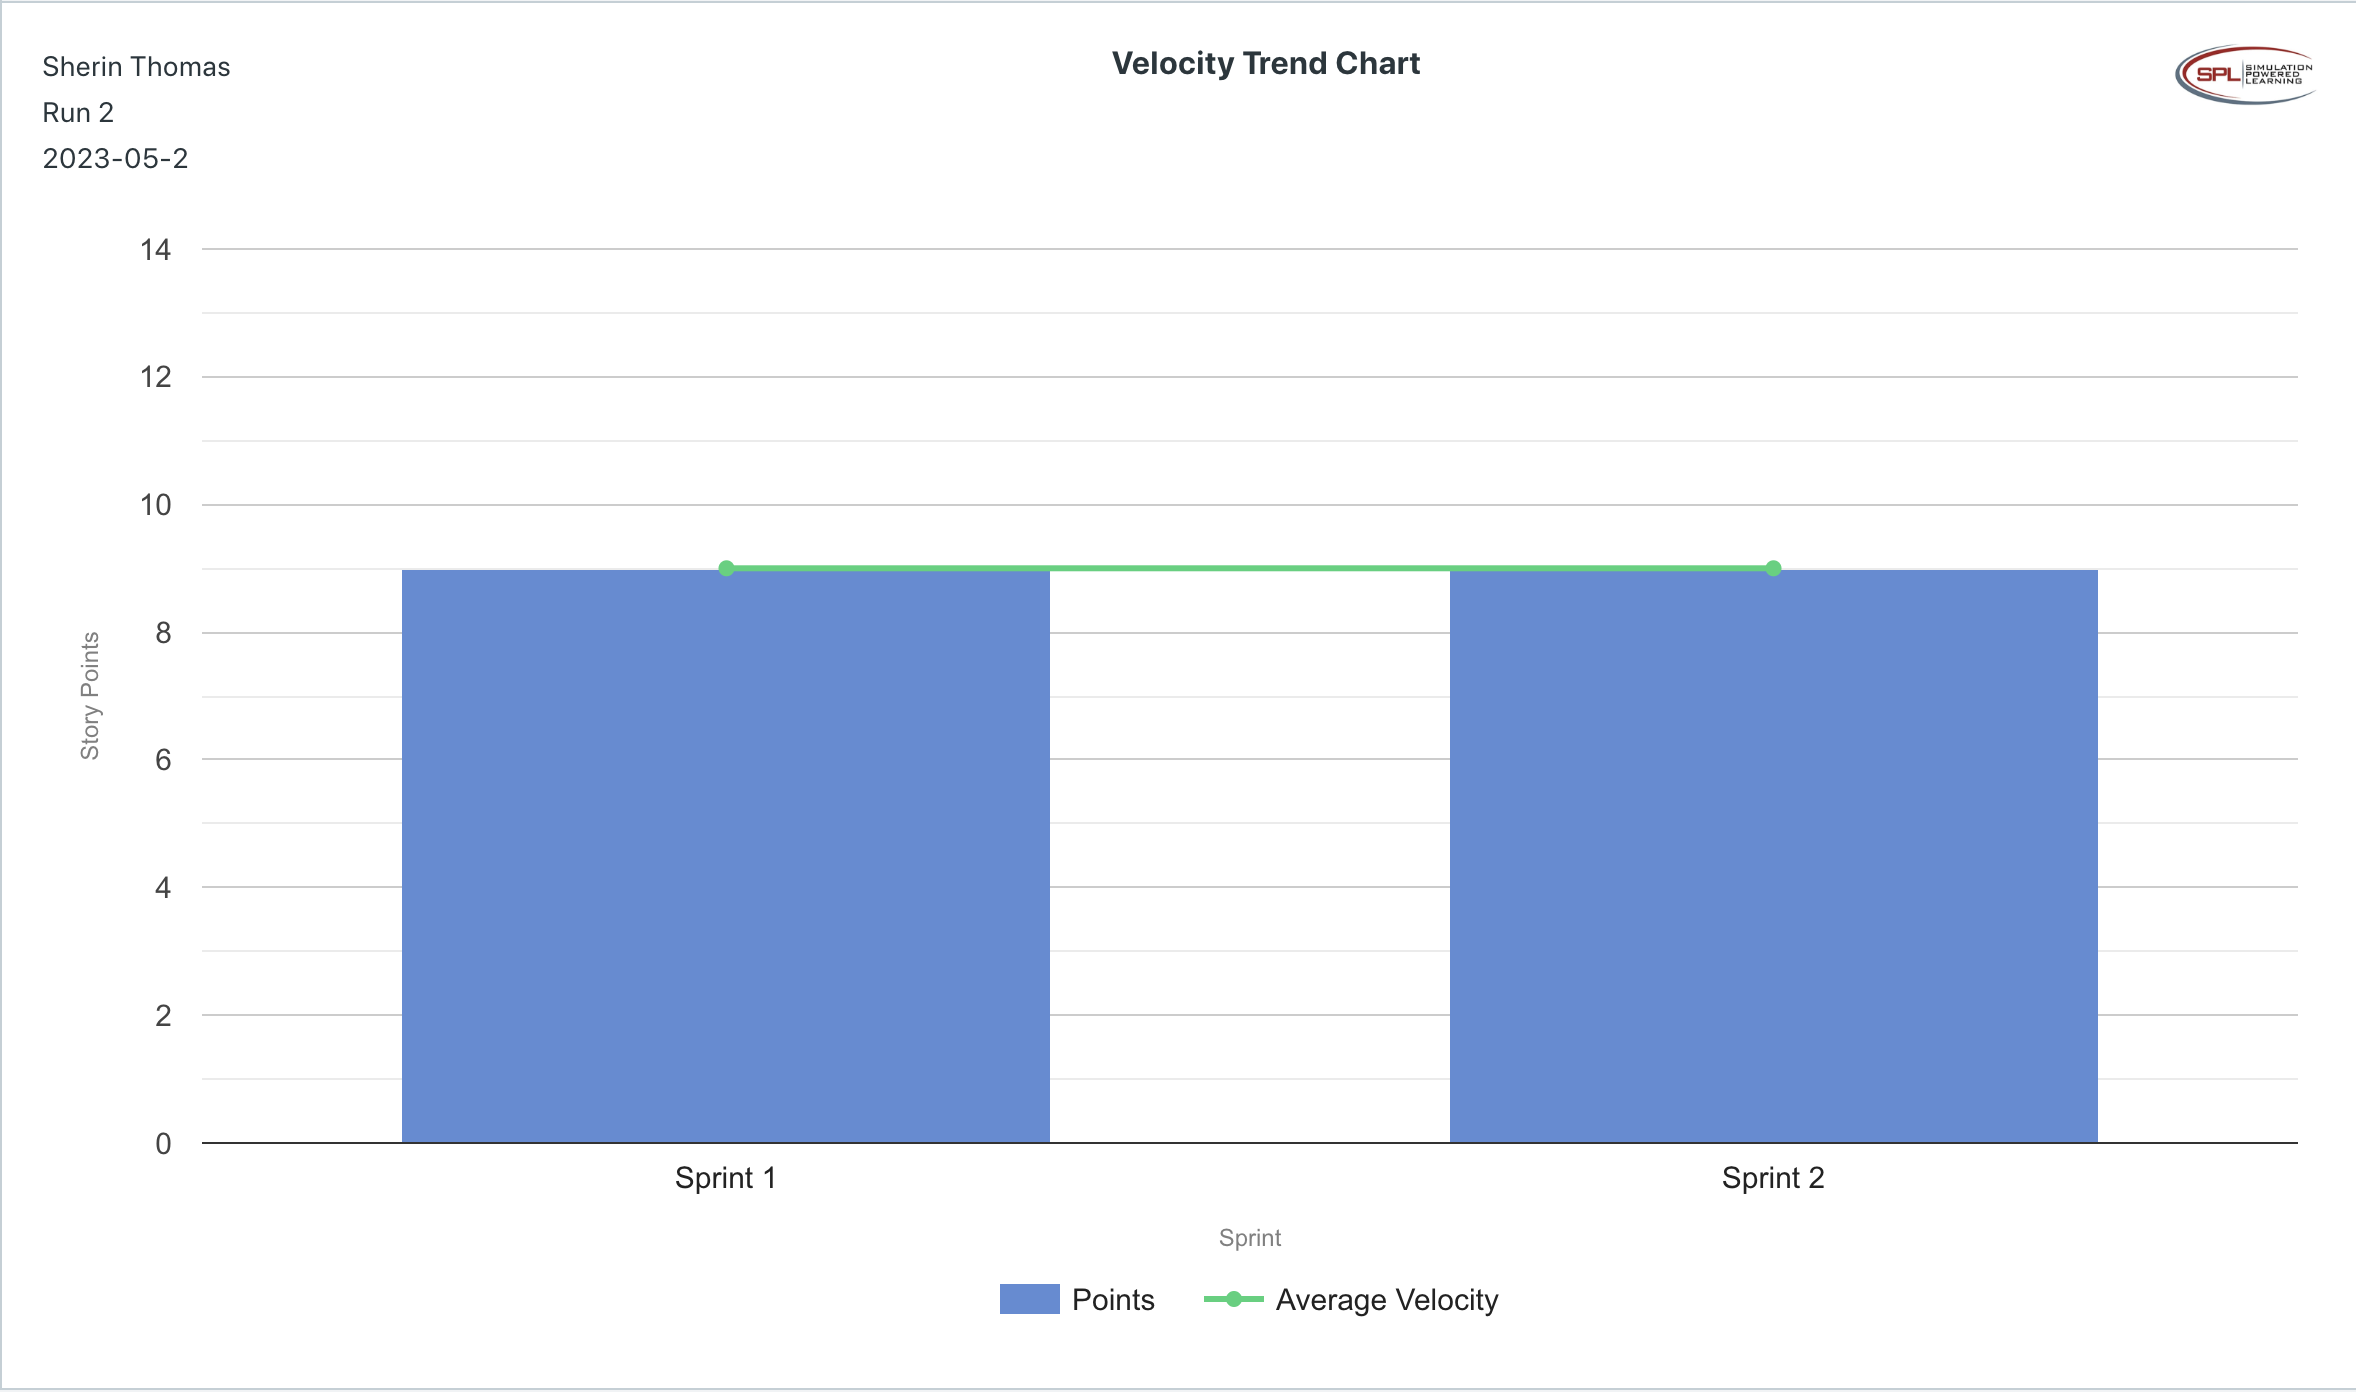 Sherin Thomas
Run 2
2023-05-2
Velocity Trend Chart
SPL
SIMULATION
POWERED
LEARNING
14
12
10
8
6
4
2
0
Story Points
Sprint 1
Sprint 2
Sprint
Points
Average Velocity